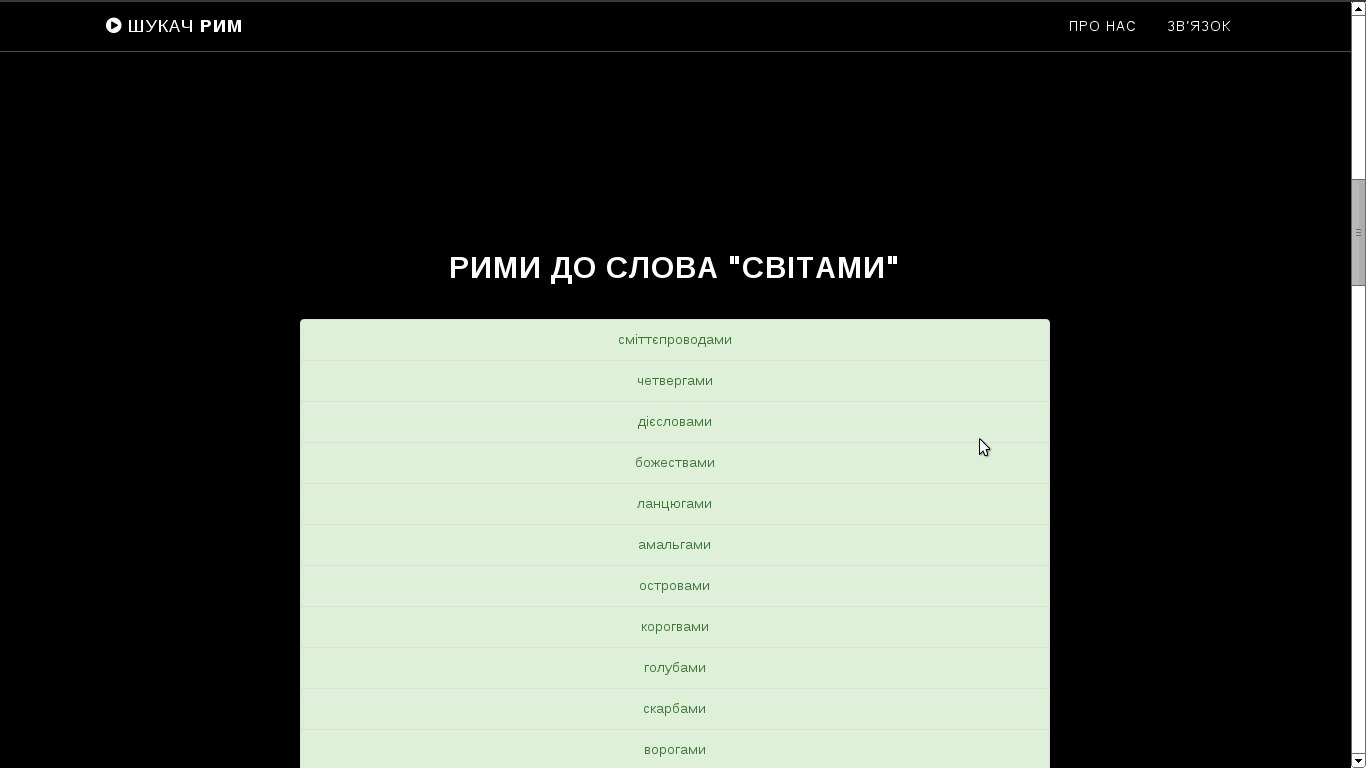 ШУКАЧ РИМ
ПРО НАС ЗВ'ЯЗОК
РИМИ ДО СЛОВА "СВІТАМИ"
сміттєпроводами
четвергами
дієсловами
божествами
ланцюгами
амальгами
островами
корогвами
голубами
скарбами
ворогами